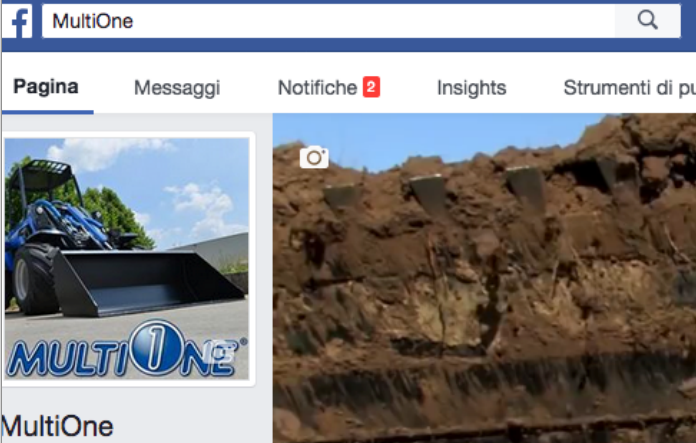 f MultiOne
Pagina Messaggi Notifiche 2 Insights Strumenti di pu
MULTIONE®
MultiOne